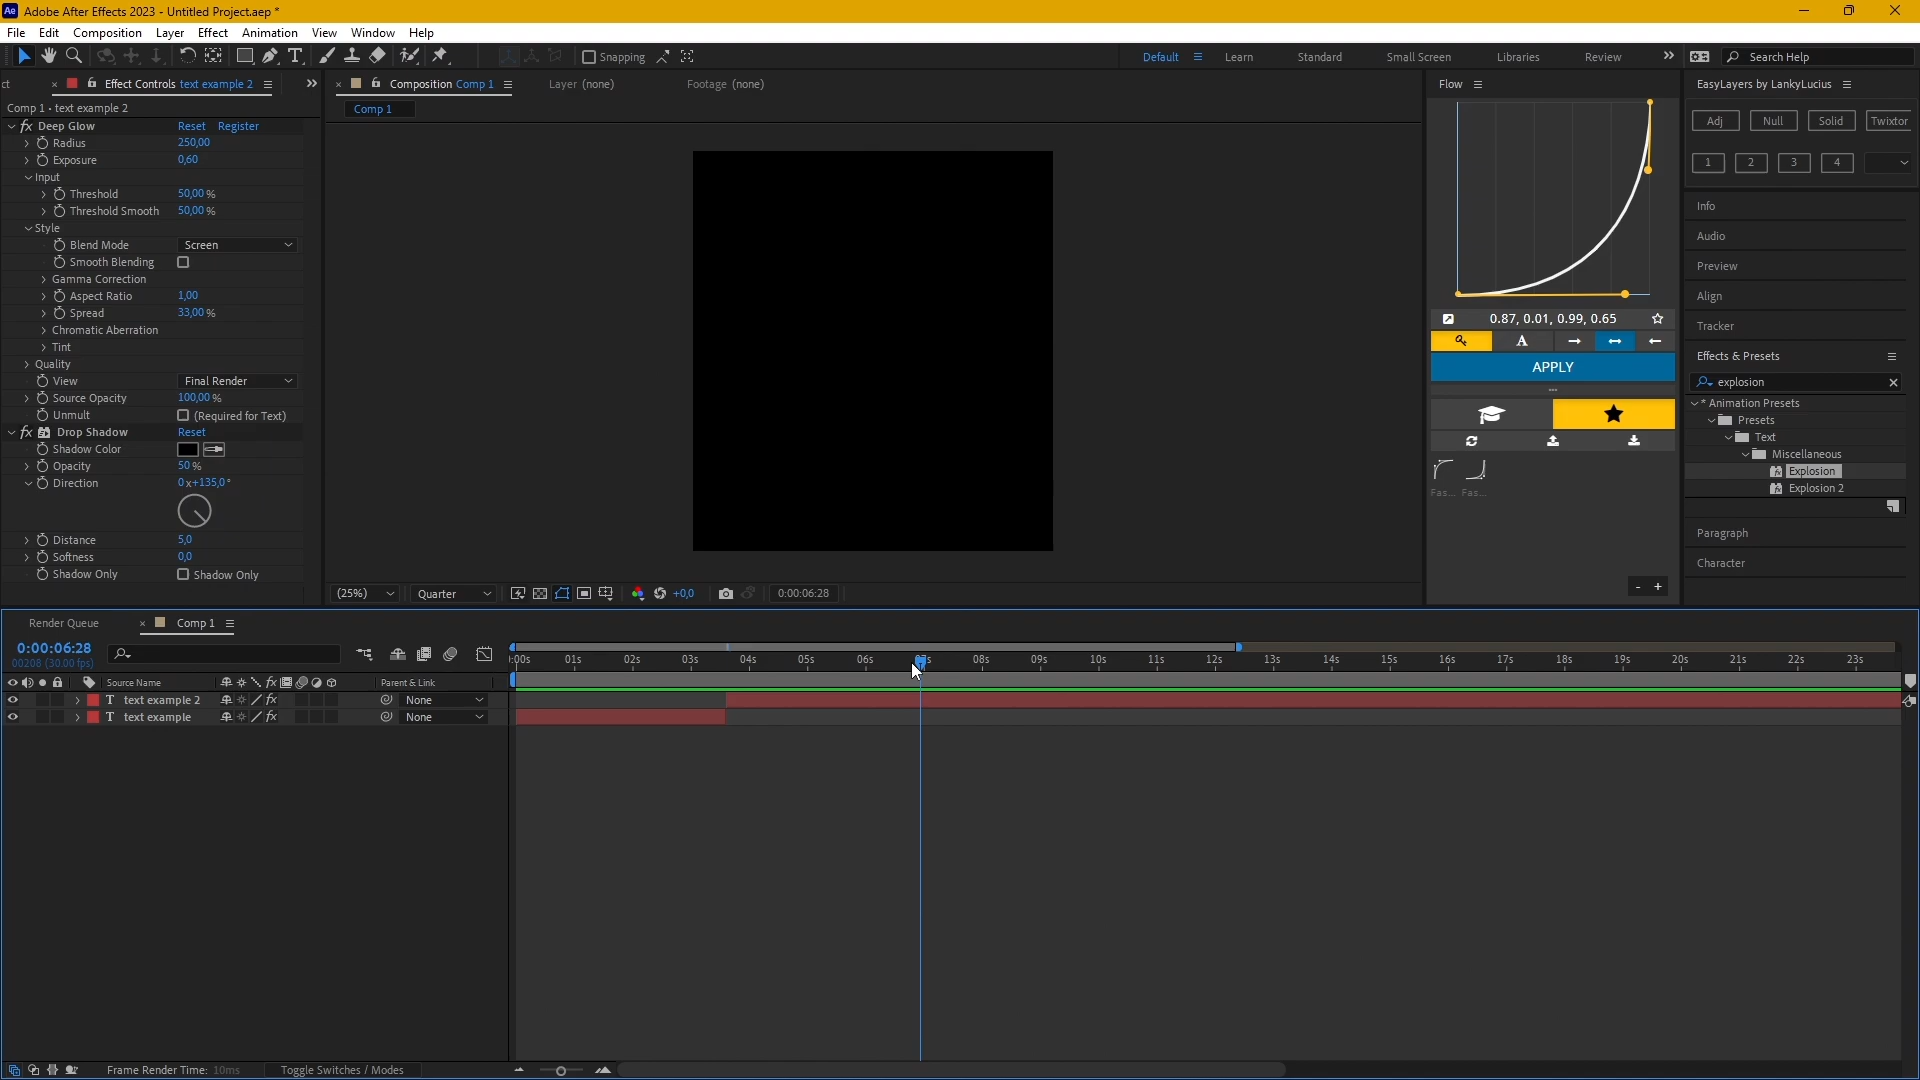 Adobe After Effects 2023 - Untitled Project.aep *
File Edit Composition Layer Effect Animation View Window Help
Snapping
Default Learn Standard Small Screen Libraries Review Search Help
ct Effect Controls text example 2
Comp 1 • text example 2
Deep Glow Reset Register
Radius 250,00
Exposure 0,60
Input
Threshold 50,00 %
Threshold Smooth 50,00 %
Style
Blend Mode Screen
Smooth Blending
Gamma Correction
Aspect Ratio 1,00
Spread 33,00 %
Chromatic Aberration
Tint
Quality
View Final Render
Source Opacity 100,00 %
Unmult (Required for Text)
Drop Shadow Reset
Shadow Color
Opacity 50 %
Direction 0x+135,0°
Distance 5,0
Softness 0,0
Shadow Only Shadow Only
Composition Comp 1 Layer (none) Footage (none)
Comp 1
(25%) Quarter +0,0 0:00:06:28
Flow
0.87, 0.01, 0.99, 0.65
A
APPLY
Fas... Fas...
- +
EasyLayers by LankyLucius
Adj Null Solid Twixtor
1 2 3 4
Info
Audio
Preview
Align
Tracker
Effects & Presets
explosion
* Animation Presets
Presets
Text
Miscellaneous
Explosion
Explosion 2
Paragraph
Character
Render Queue Comp 1
0:00:06:28
00208 (30.00 fps)
:00s 01s 02s 03s 04s 05s 06s 07s 08s 09s 10s 11s 12s 13s 14s 15s 16s 17s 18s 19s 20s 21s 22s 23s
Source Name Parent & Link
T text example 2 None
T text example None
Frame Render Time: 10ms Toggle Switches / Modes